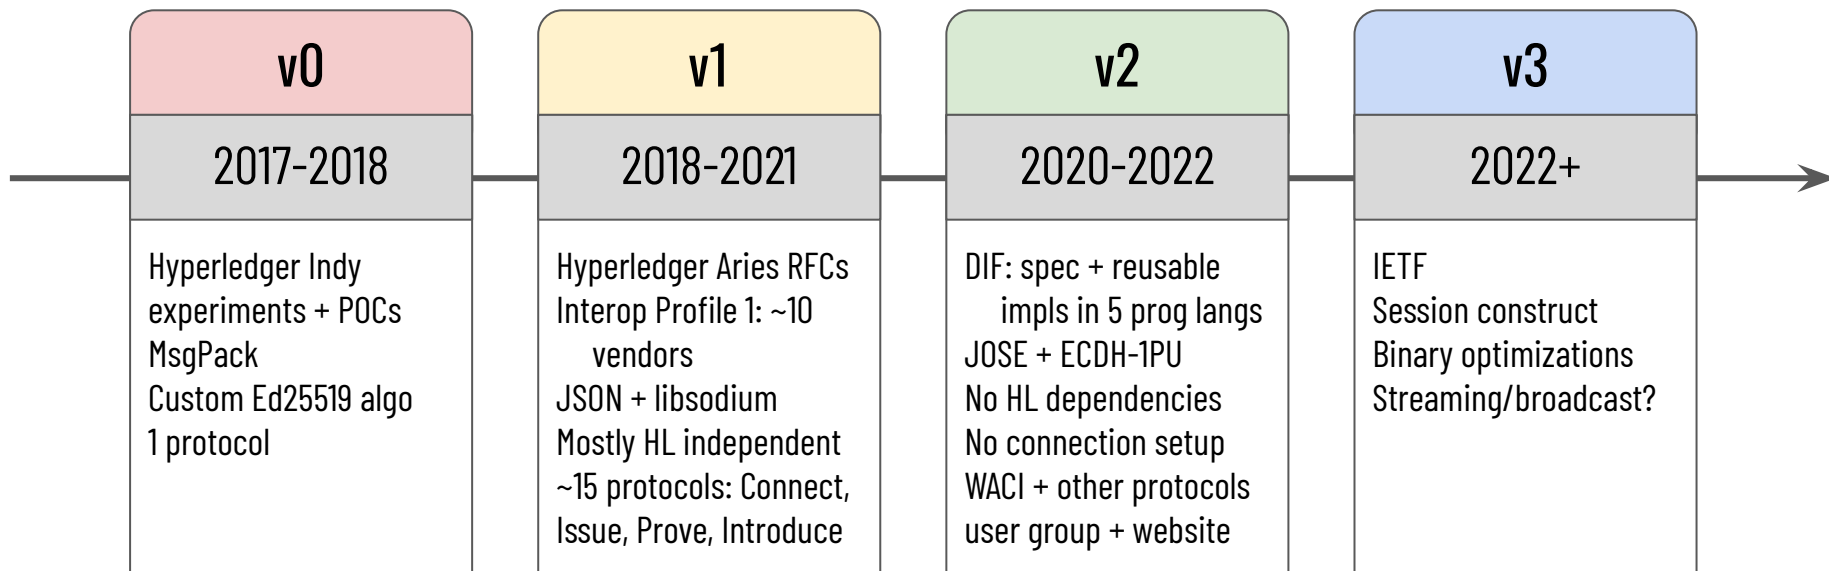 v0
2017-2018
Hyperledger Indy
experiments + POCs
MsgPack
Custom Ed25519 algo
1 protocol
v1
2018-2021
Hyperledger Aries RFCs
Interop Profile 1: ~10
vendors
JSON + libsodium
Mostly HL independent
~15 protocols: Connect,
Issue, Prove, Introduce
v2
2020-2022
DIF: spec + reusable
impls in 5 prog langs
JOSE + ECDH-1PU
No HL dependencies
No connection setup
WACI + other protocols
user group + website
v3
2022+
IETF
Session construct
Binary optimizations
Streaming/broadcast?